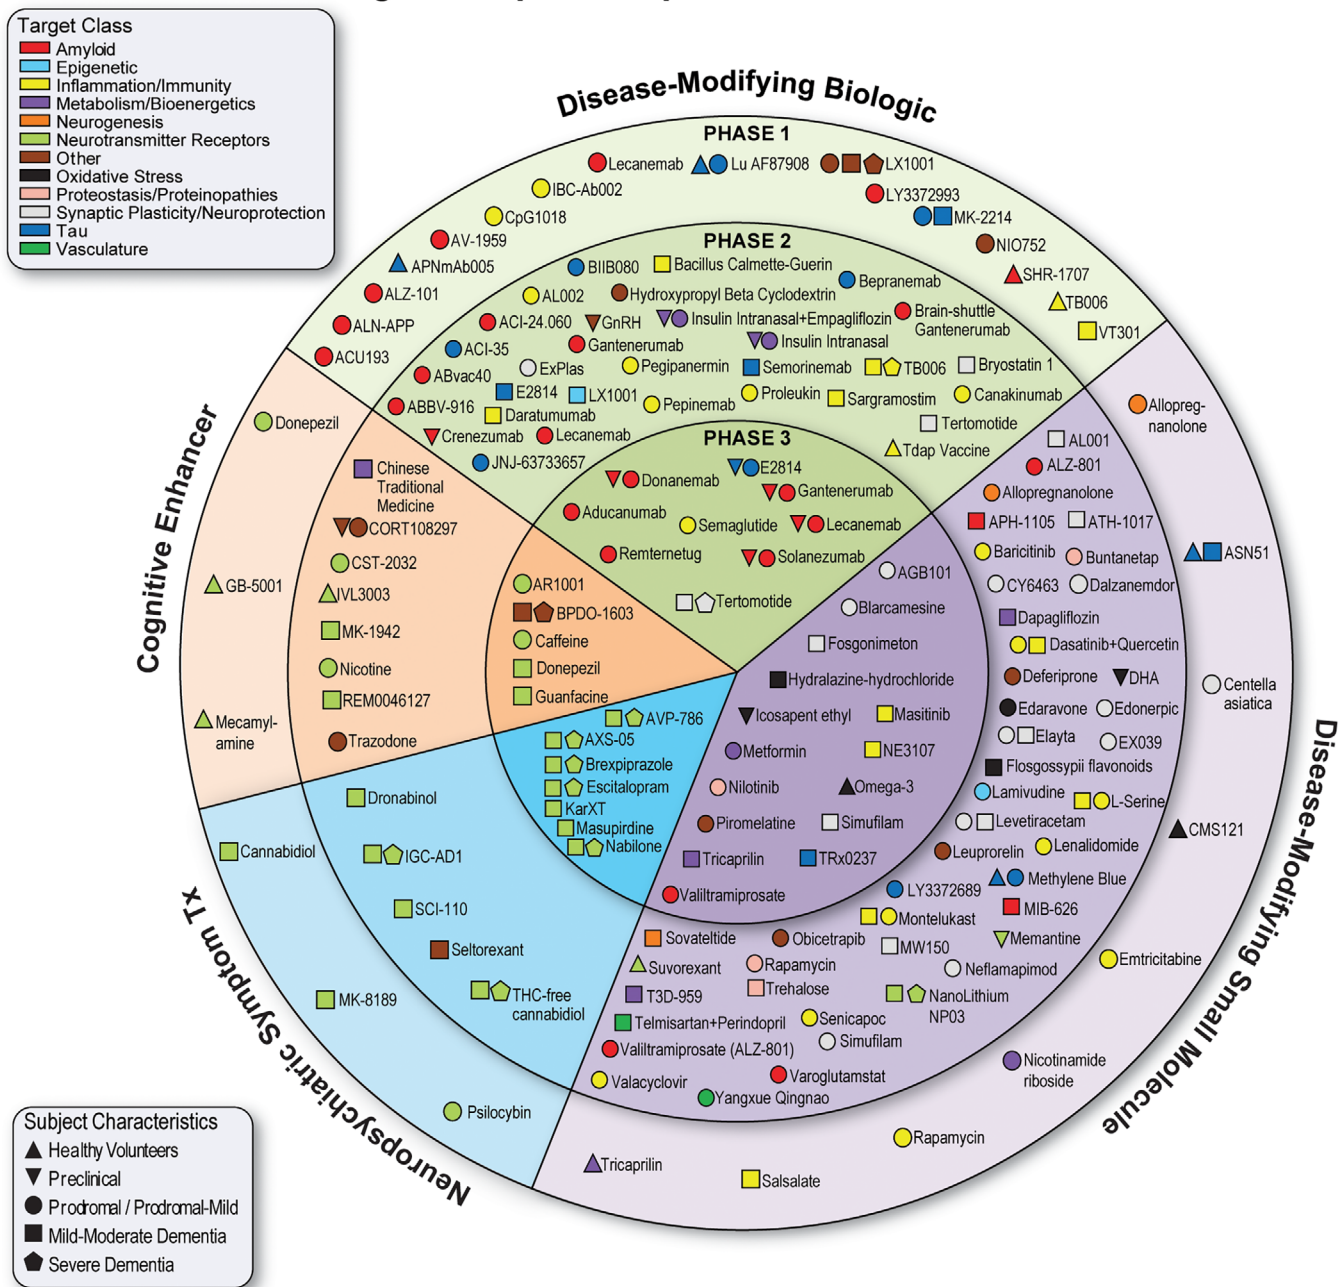 Target Class
Amyloid
Epigenetic
Inflammation/Immunity
Metabolism/Bioenergetics
Neurogenesis
Neurotransmitter Receptors
Other
Oxidative Stress
Proteostasis/Proteinopathies
Synaptic Plasticity/Neuroprotection
Tau
Vasculature
Disease-Modifying Biologic
PHASE 1
Lecanemab
Lu AF87908
LX1001
IBC-Ab002
LY3372993
CpG1018
MK-2214
AV-1959
NIO752
APNmAb005
SHR-1707
ALZ-101
TB006
ALN-APP
VT301
ACU193
PHASE 2
BIIB080
Bacillus Calmette-Guerin
Bepranemab
AL002
Hydroxypropyl Beta Cyclodextrin
ACI-24.060
GnRH
Insulin Intranasal+Empagliflozin
Brain-shuttle
Gantenerumab
ACI-35
Gantenerumab
Insulin Intranasal
ABvac40
ExPlas
Pegipanermin
Semorinemab
TB006
Bryostatin 1
E2814
LX1001
ABBV-916
Daratumumab
Pepinemab
Proleukin
Sargramostim
Canakinumab
Crenezumab
Lecanemab
Tertomotide
JNJ-63733657
Tdap Vaccine
PHASE 3
E2814
Donanemab
Gantenerumab
Aducanumab
Semaglutide
Lecanemab
Remternetug
Solanezumab
Tertomotide
Cognitive Enhancer
Donepezil
GB-5001
Mecamyl-
amine
Chinese
Traditional
Medicine
CORT108297
CST-2032
IVL3003
MK-1942
Nicotine
REM0046127
Trazodone
AR1001
BPDO-1603
Caffeine
Donepezil
Guanfacine
Neuropsychiatric Symptom Tx
AVP-786
AXS-05
Brexpiprazole
Escitalopram
KarXT
Masupirdine
Nabilone
Dronabinol
IGC-AD1
SCI-110
Seltorexant
THC-free
cannabidiol
Cannabidiol
MK-8189
Psilocybin
Disease-Modifying Small Molecule
AGB101
Blarcamesine
Fosgonimeton
Hydralazine-hydrochloride
Icosapent ethyl
Masitinib
Metformin
NE3107
Nilotinib
Omega-3
Piromelatine
Simufilam
Tricaprilin
TRx0237
Valiltramiprosate
AL001
ALZ-801
Allopregnanolone
APH-1105
ATH-1017
Baricitinib
Buntanetap
CY6463
Dalzanemdor
Dapagliflozin
Dasatinib+Quercetin
Deferiprone
DHA
Edaravone
Edonerpic
Elayta
EX039
Flosgossypii flavonoids
Lamivudine
L-Serine
Levetiracetam
Leuprorelin
Lenalidomide
LY3372689
Methylene Blue
Montelukast
MIB-626
MW150
Memantine
Neflamapimod
NanoLithium
NP03
Sovateltide
Obicetrapib
Suvorexant
Rapamycin
T3D-959
Trehalose
Telmisartan+Perindopril
Senicapoc
Simufilam
Valiltramiprosate (ALZ-801)
Valacyclovir
Varoglutamstat
Yangxue Qingnao
Allopreg-
nanolone
ASN51
Centella
asiatica
CMS121
Emtricitabine
Nicotinamide
riboside
Rapamycin
Salsalate
Tricaprilin
Subject Characteristics
Healthy Volunteers
Preclinical
Prodromal / Prodromal-Mild
Mild-Moderate Dementia
Severe Dementia